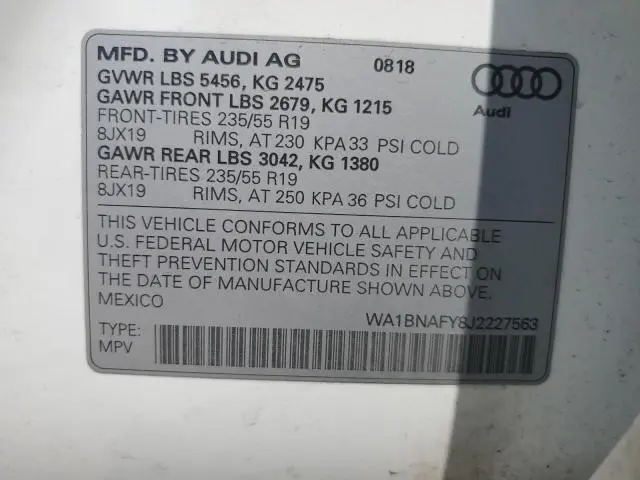 MFD. BY AUDI AG 0818
GVWR LBS 5456, KG 2475
GAWR FRONT LBS 2679, KG 1215
FRONT-TIRES 235/55 R19
8JX19 RIMS, AT 230 KPA 33 PSI COLD
GAWR REAR LBS 3042, KG 1380
REAR-TIRES 235/55 R19
8JX19 RIMS, AT 250 KPA 36 PSI COLD
Audi
THIS VEHICLE CONFORMS TO ALL APPLICABLE
U.S. FEDERAL MOTOR VEHICLE SAFETY AND
THEFT PREVENTION STANDARDS IN EFFECT ON
THE DATE OF MANUFACTURE SHOWN ABOVE.
MEXICO
WA1BNAFY8J2227563
TYPE:
MPV